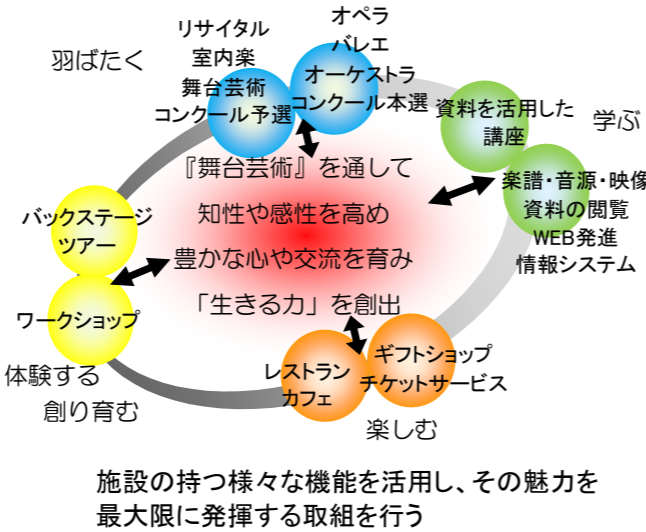 羽ばたく
リサイタル
室内楽
舞台芸術
コンクール予選
オペラ
バレエ
オーケストラ
コンクール本選
資料を活用した
講座
学ぶ
楽譜・音源・映像
資料の閲覧
WEB発進
情報システム
『舞台芸術』を通して
知性や感性を高め
豊かな心や交流を育み
「生きる力」を創出
バックステージ
ツアー
ワークショップ
体験する
創り育む
レストラン
カフェ
ギフトショップ
チケットサービス
楽しむ
施設の持つ様々な機能を活用し、その魅力を
最大限に発揮する取組を行う